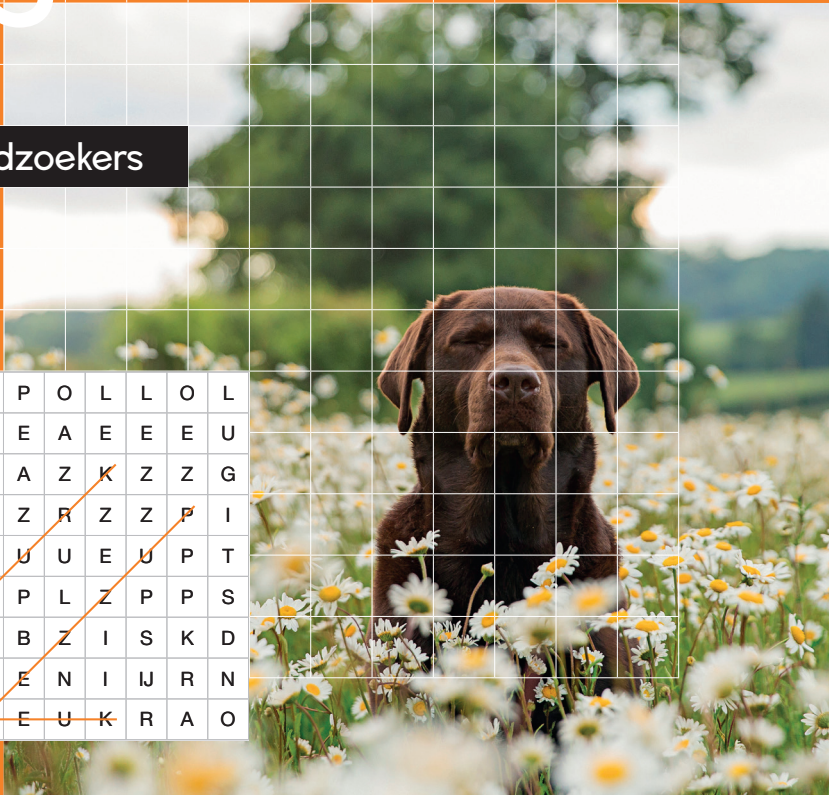 dzoekers
P O L L O L
E A E E E U
A Z K Z Z G
Z R Z Z P I
U U E U P T
P L Z P P S
B Z I S K D
E N I IJ R N
E U K R A O